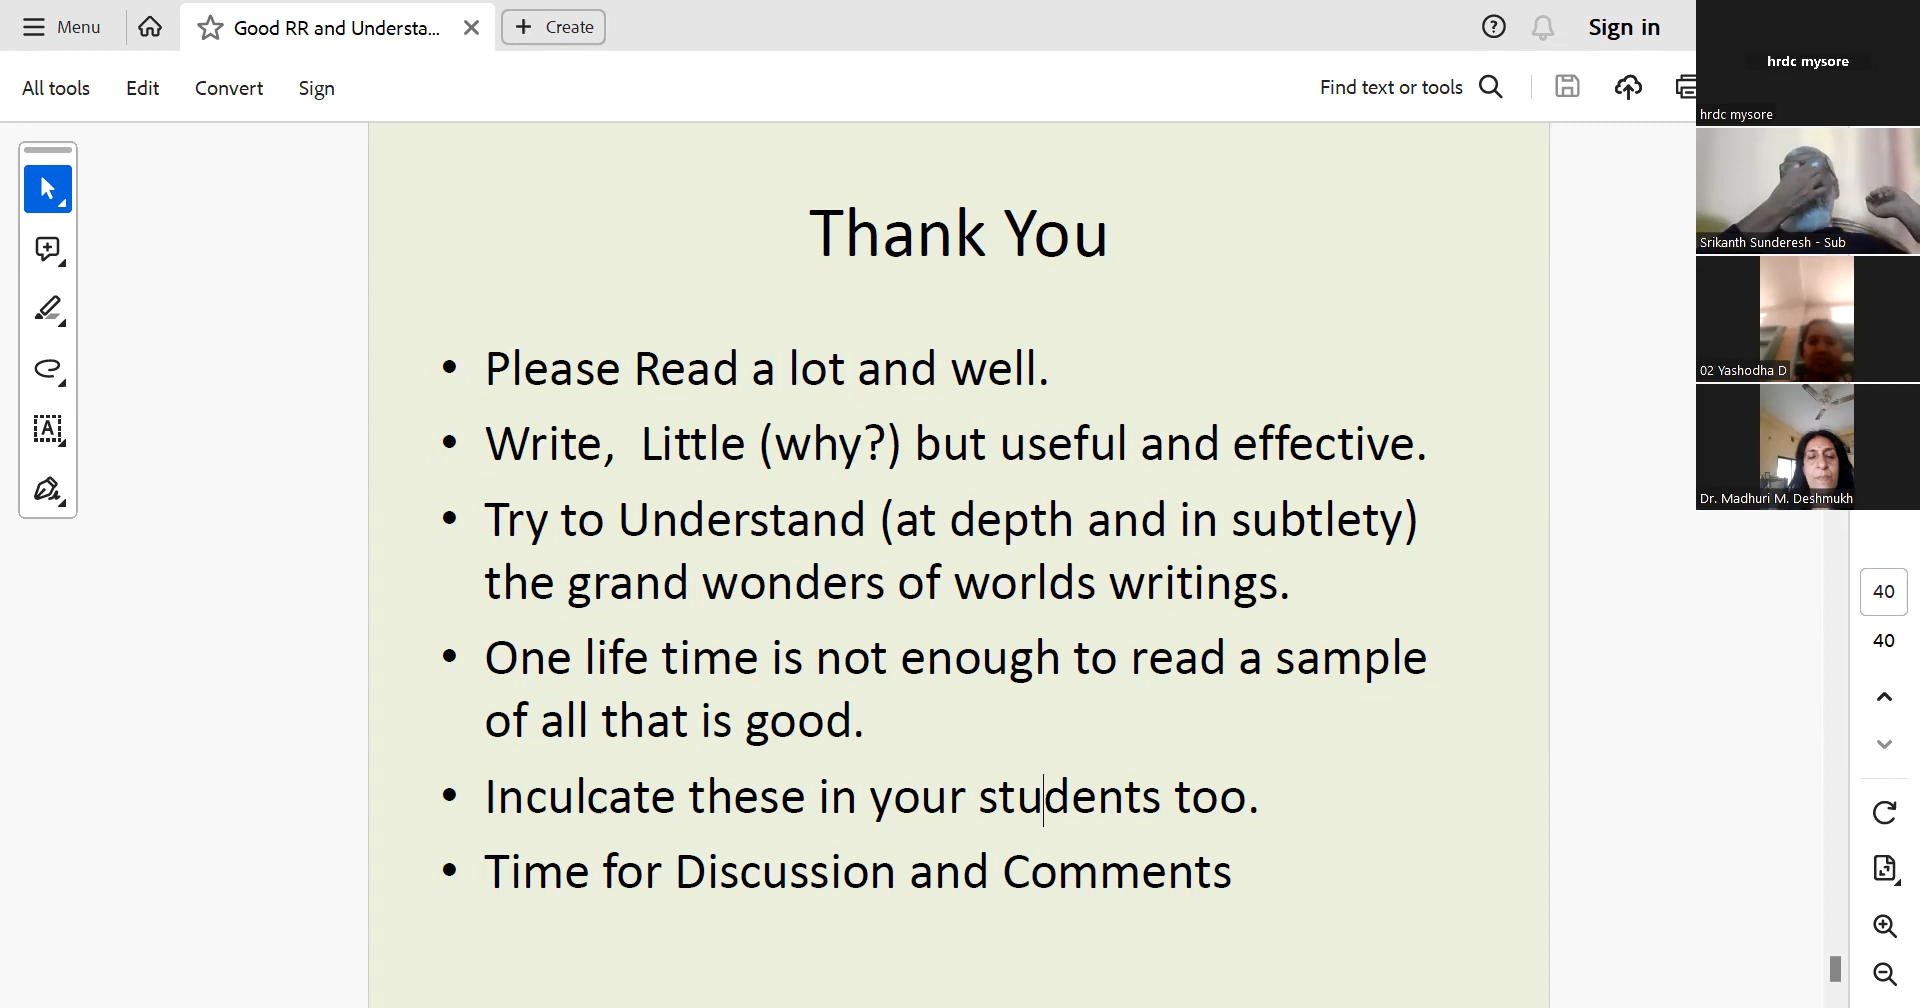 Menu
Good RR and Understa...
Create
Sign in
All tools
Edit
Convert
Sign
Find text or tools
hrdc mysore
hrdc mysore
Srikanth Sunderesh - Sub
02 Yashodha D
Dr. Madhuri M. Deshmukh
Thank You
• Please Read a lot and well.
• Write,  Little (why?) but useful and effective.
• Try to Understand (at depth and in subtlety)
the grand wonders of worlds writings.
• One life time is not enough to read a sample
of all that is good.
• Inculcate these in your students too.
• Time for Discussion and Comments
40
40